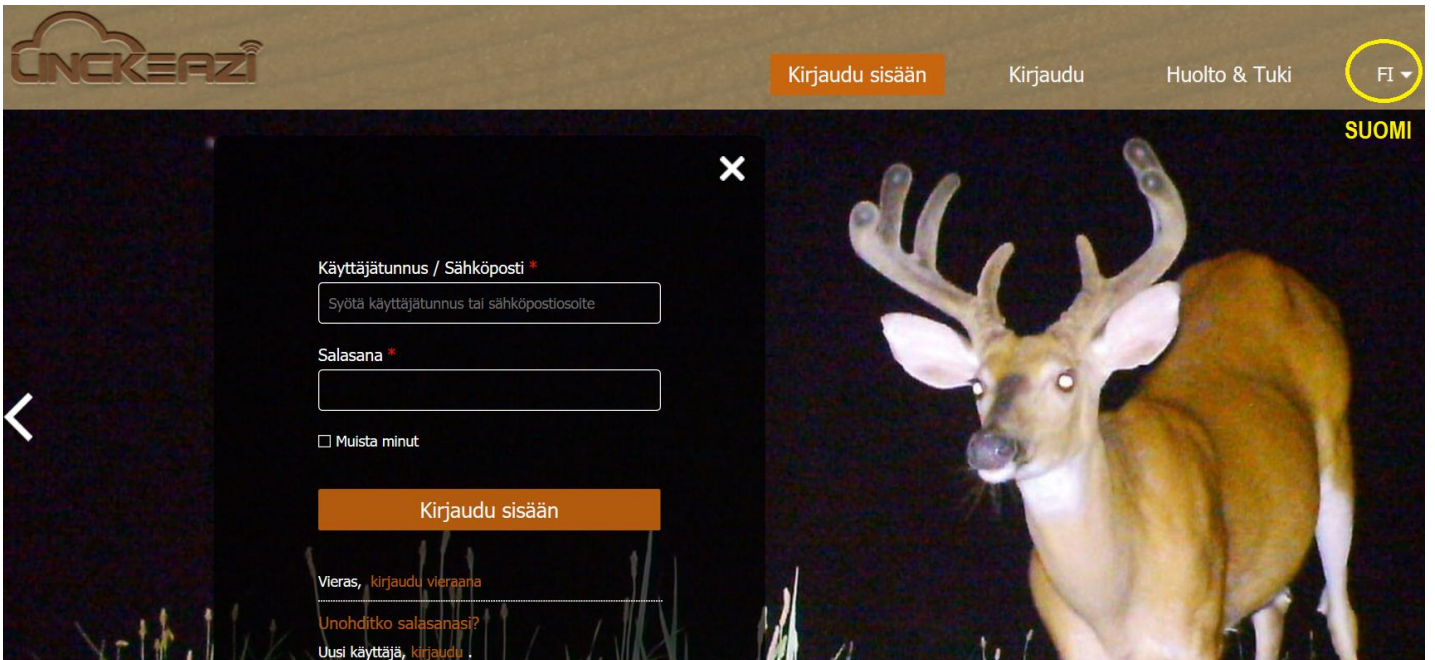 LINCKEAZI
Kirjaudu sisään Kirjaudu Huolto & Tuki FI
SUOMI
Käyttäjätunnus / Sähköposti *
Syötä käyttäjätunnus tai sähköpostiosoite
Salasana *
Muista minut
Kirjaudu sisään
Vieras, kirjaudu vieraana
Unohditko salasanasi?
Uusi käyttäjä, kirjaudu .